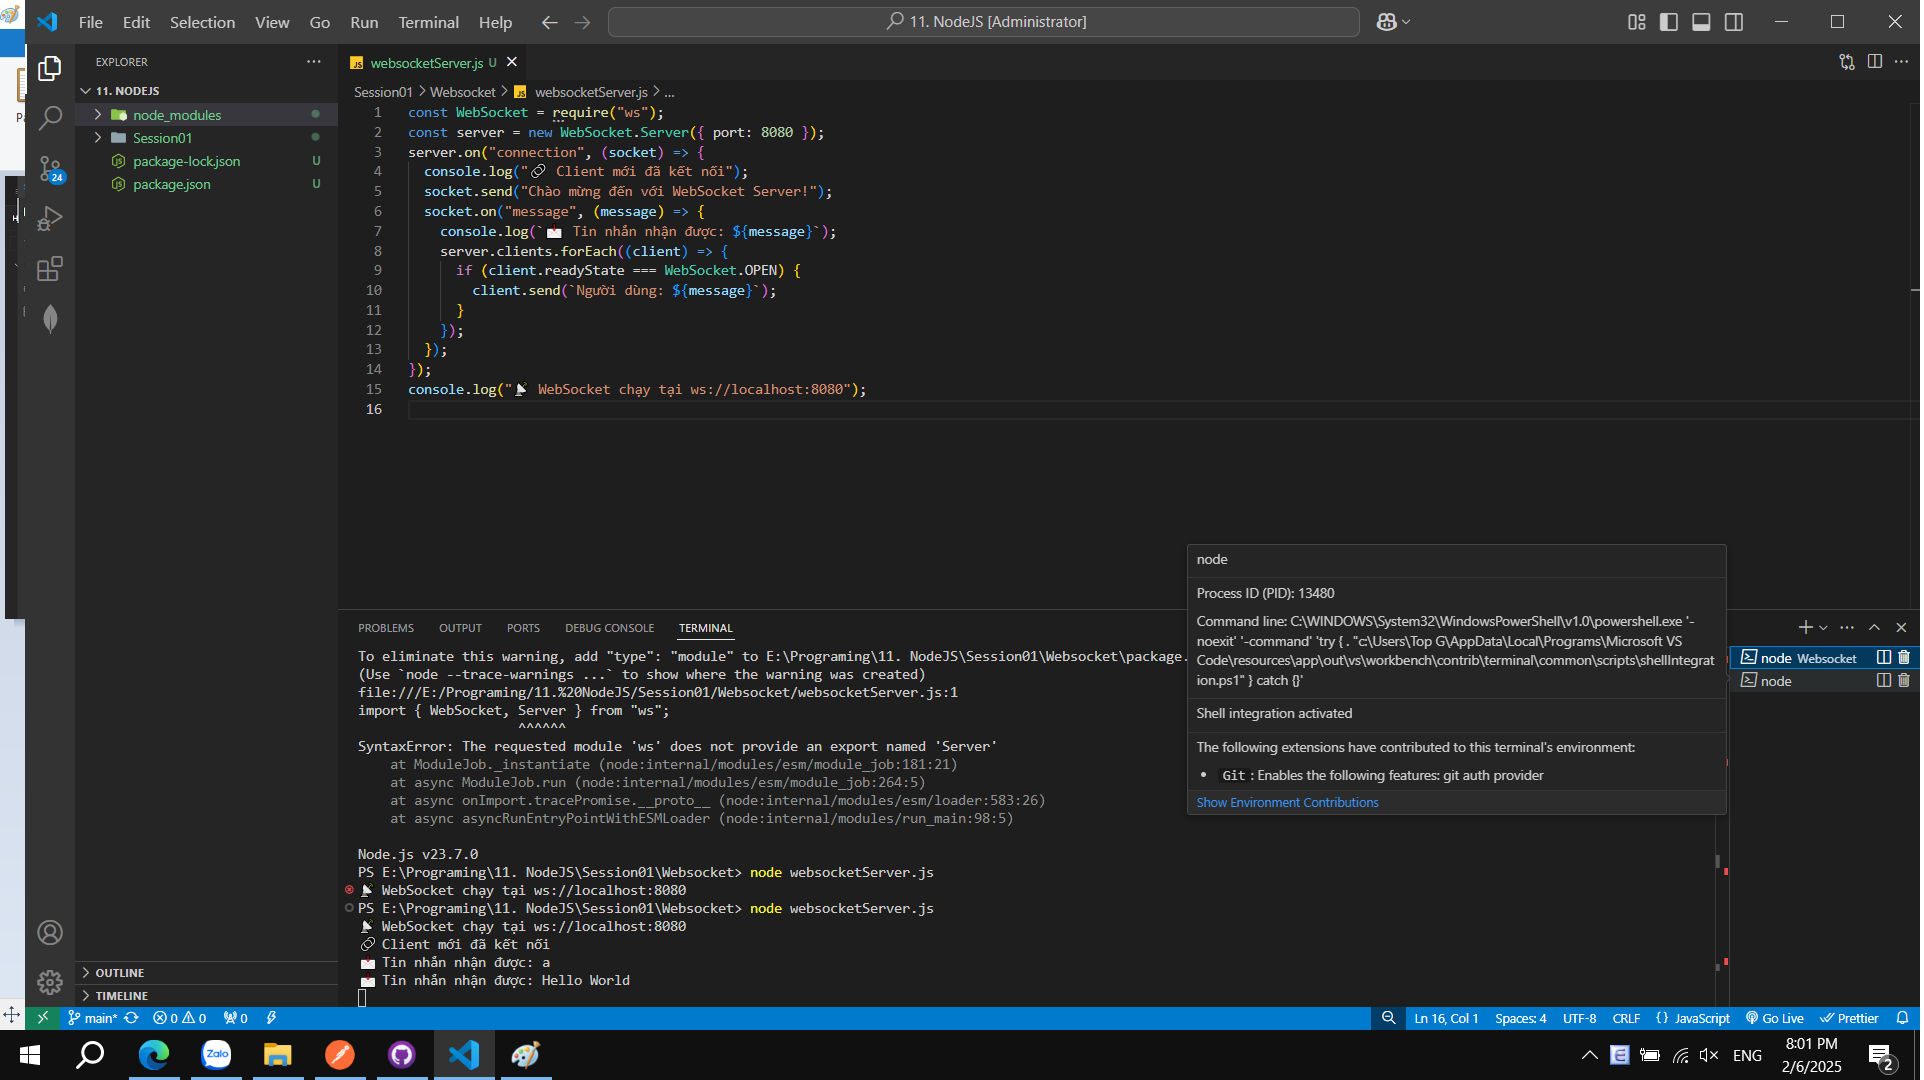 File Edit Selection View Go Run Terminal Help
11. NodeJS [Administrator]
EXPLORER
11. NODEJS
node_modules
Session01
package-lock.json U
package.json U
24
OUTLINE
TIMELINE
websocketServer.js U
Session01 > Websocket > JS websocketServer.js > ...
1 const WebSocket = require("ws");
2 const server = new WebSocket.Server({ port: 8080 });
3 server.on("connection", (socket) => {
4 console.log("🔗 Client mới đã kết nối");
5 socket.send("Chào mừng đến với WebSocket Server!");
6 socket.on("message", (message) => {
7 console.log(`📩 Tin nhắn nhận được: ${message}`);
8 server.clients.forEach((client) => {
9 if (client.readyState === WebSocket.OPEN) {
10 client.send(`Người dùng: ${message}`);
11 }
12 });
13 });
14 });
15 console.log("📡 WebSocket chạy tại ws://localhost:8080");
16
PROBLEMS OUTPUT PORTS DEBUG CONSOLE TERMINAL
To eliminate this warning, add "type": "module" to E:\Programing\11. NodeJS\Session01\Websocket\package.
(Use `node --trace-warnings ...` to show where the warning was created)
file:///E:/Programing/11.%20NodeJS/Session01/Websocket/websocketServer.js:1
import { WebSocket, Server } from "ws";
^^^^^^
SyntaxError: The requested module 'ws' does not provide an export named 'Server'
at ModuleJob._instantiate (node:internal/modules/esm/module_job:181:21)
at async ModuleJob.run (node:internal/modules/esm/module_job:264:5)
at async onImport.tracePromise.__proto__ (node:internal/modules/esm/loader:583:26)
at async asyncRunEntryPointWithESMLoader (node:internal/modules/run_main:98:5)
Node.js v23.7.0
PS E:\Programing\11. NodeJS\Session01\Websocket> node websocketServer.js
📡 WebSocket chạy tại ws://localhost:8080
PS E:\Programing\11. NodeJS\Session01\Websocket> node websocketServer.js
📡 WebSocket chạy tại ws://localhost:8080
🔗 Client mới đã kết nối
📩 Tin nhắn nhận được: a
📩 Tin nhắn nhận được: Hello World
node
Process ID (PID): 13480
Command line: C:\WINDOWS\System32\WindowsPowerShell\v1.0\powershell.exe '-
noexit' '-command' 'try { . "c:\Users\Top G\AppData\Local\Programs\Microsoft VS
Code\resources\app\out\vs\workbench\contrib\terminal\common\scripts\shellIntegrat
ion.ps1" } catch {}'
Shell integration activated
The following extensions have contributed to this terminal's environment:
• Git : Enables the following features: git auth provider
Show Environment Contributions
node Websocket
node
main* 0 0 0
Ln 16, Col 1 Spaces: 4 UTF-8 CRLF {} JavaScript Go Live Prettier
Zalo
ENG
8:01 PM
2/6/2025
2